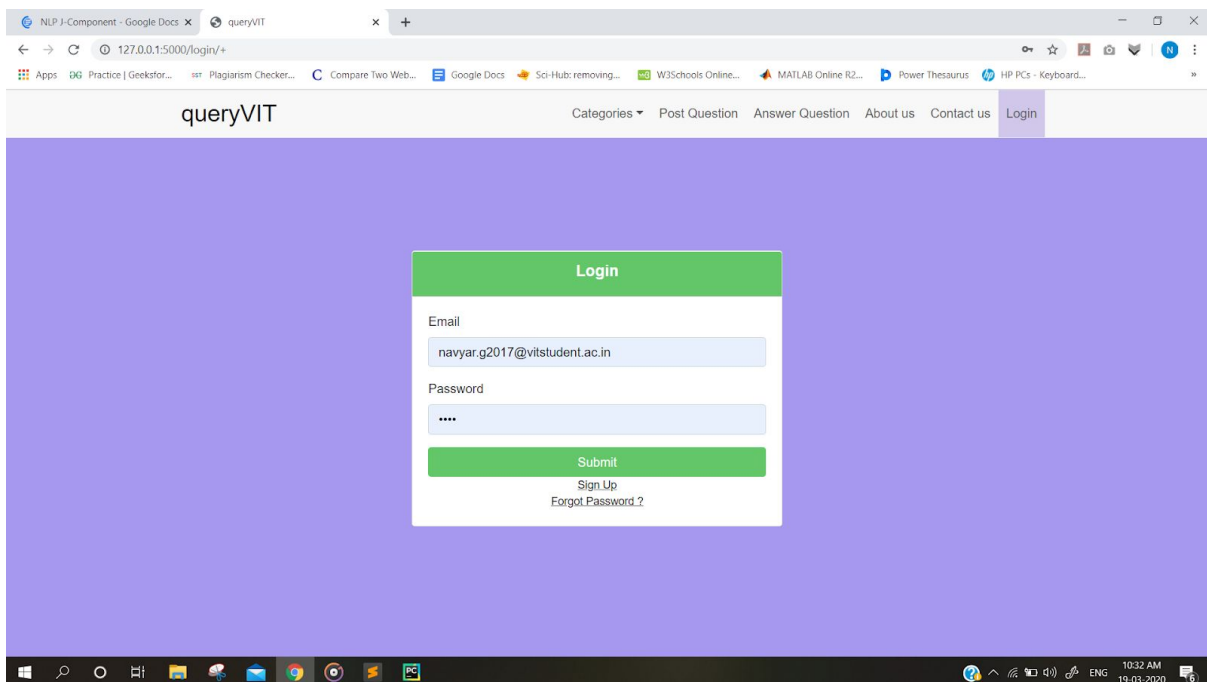 NLP J-Component - Google Docs
queryVIT
127.0.0.1:5000/login/+
Apps
Practice | Geeksfor...
Plagiarism Checker...
Compare Two Web...
Google Docs
Sci-Hub: removing...
W3Schools Online...
MATLAB Online R2...
Power Thesaurus
HP PCs - Keyboard...
»
queryVIT
Categories
Post Question
Answer Question
About us
Contact us
Login
Login
Email
navyar.g2017@vitstudent.ac.in
Password
••••
Submit
Sign Up
Forgot Password ?
ENG
10:32 AM
19-03-2020